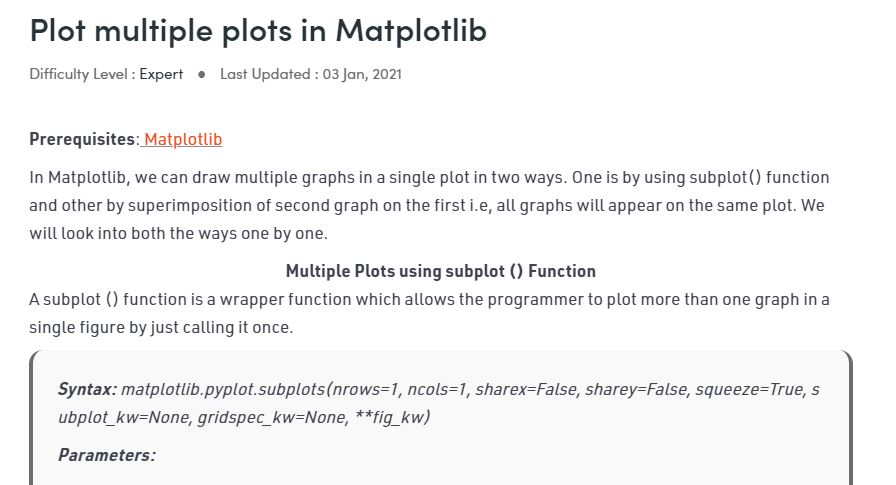 Plot multiple plots in Matplotlib
Difficulty Level : Expert ● Last Updated : 03 Jan, 2021
Prerequisites: Matplotlib
In Matplotlib, we can draw multiple graphs in a single plot in two ways. One is by using subplot() function
and other by superimposition of second graph on the first i.e, all graphs will appear on the same plot. We
will look into both the ways one by one.
Multiple Plots using subplot () Function
A subplot () function is a wrapper function which allows the programmer to plot more than one graph in a
single figure by just calling it once.
Syntax: matplotlib.pyplot.subplots(nrows=1, ncols=1, sharex=False, sharey=False, squeeze=True, s
ubplot_kw=None, gridspec_kw=None, **fig_kw)
Parameters: